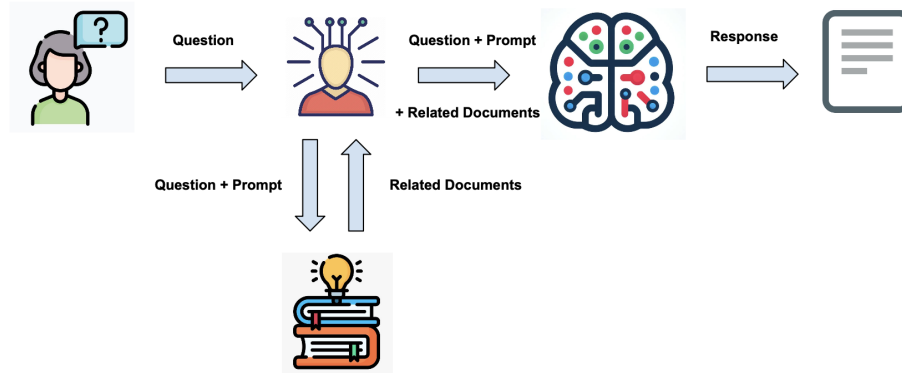 ?
Question
Question + Prompt
+ Related Documents
Response
Question + Prompt
Related Documents